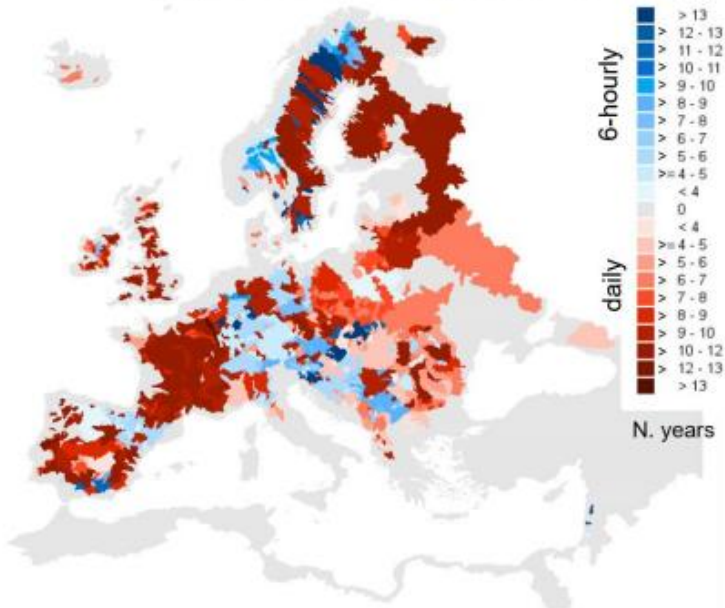 6-hourly
> 13
> 12 - 13
> 11 - 12
> 10 - 11
> 9 - 10
> 8 - 9
> 7 - 8
> 6 - 7
> 5 - 6
>= 4 - 5
< 4
0
daily
< 4
>= 4 - 5
> 5 - 6
> 6 - 7
> 7 - 8
> 8 - 9
> 9 - 10
> 10 - 12
> 12 - 13
> 13
N. years